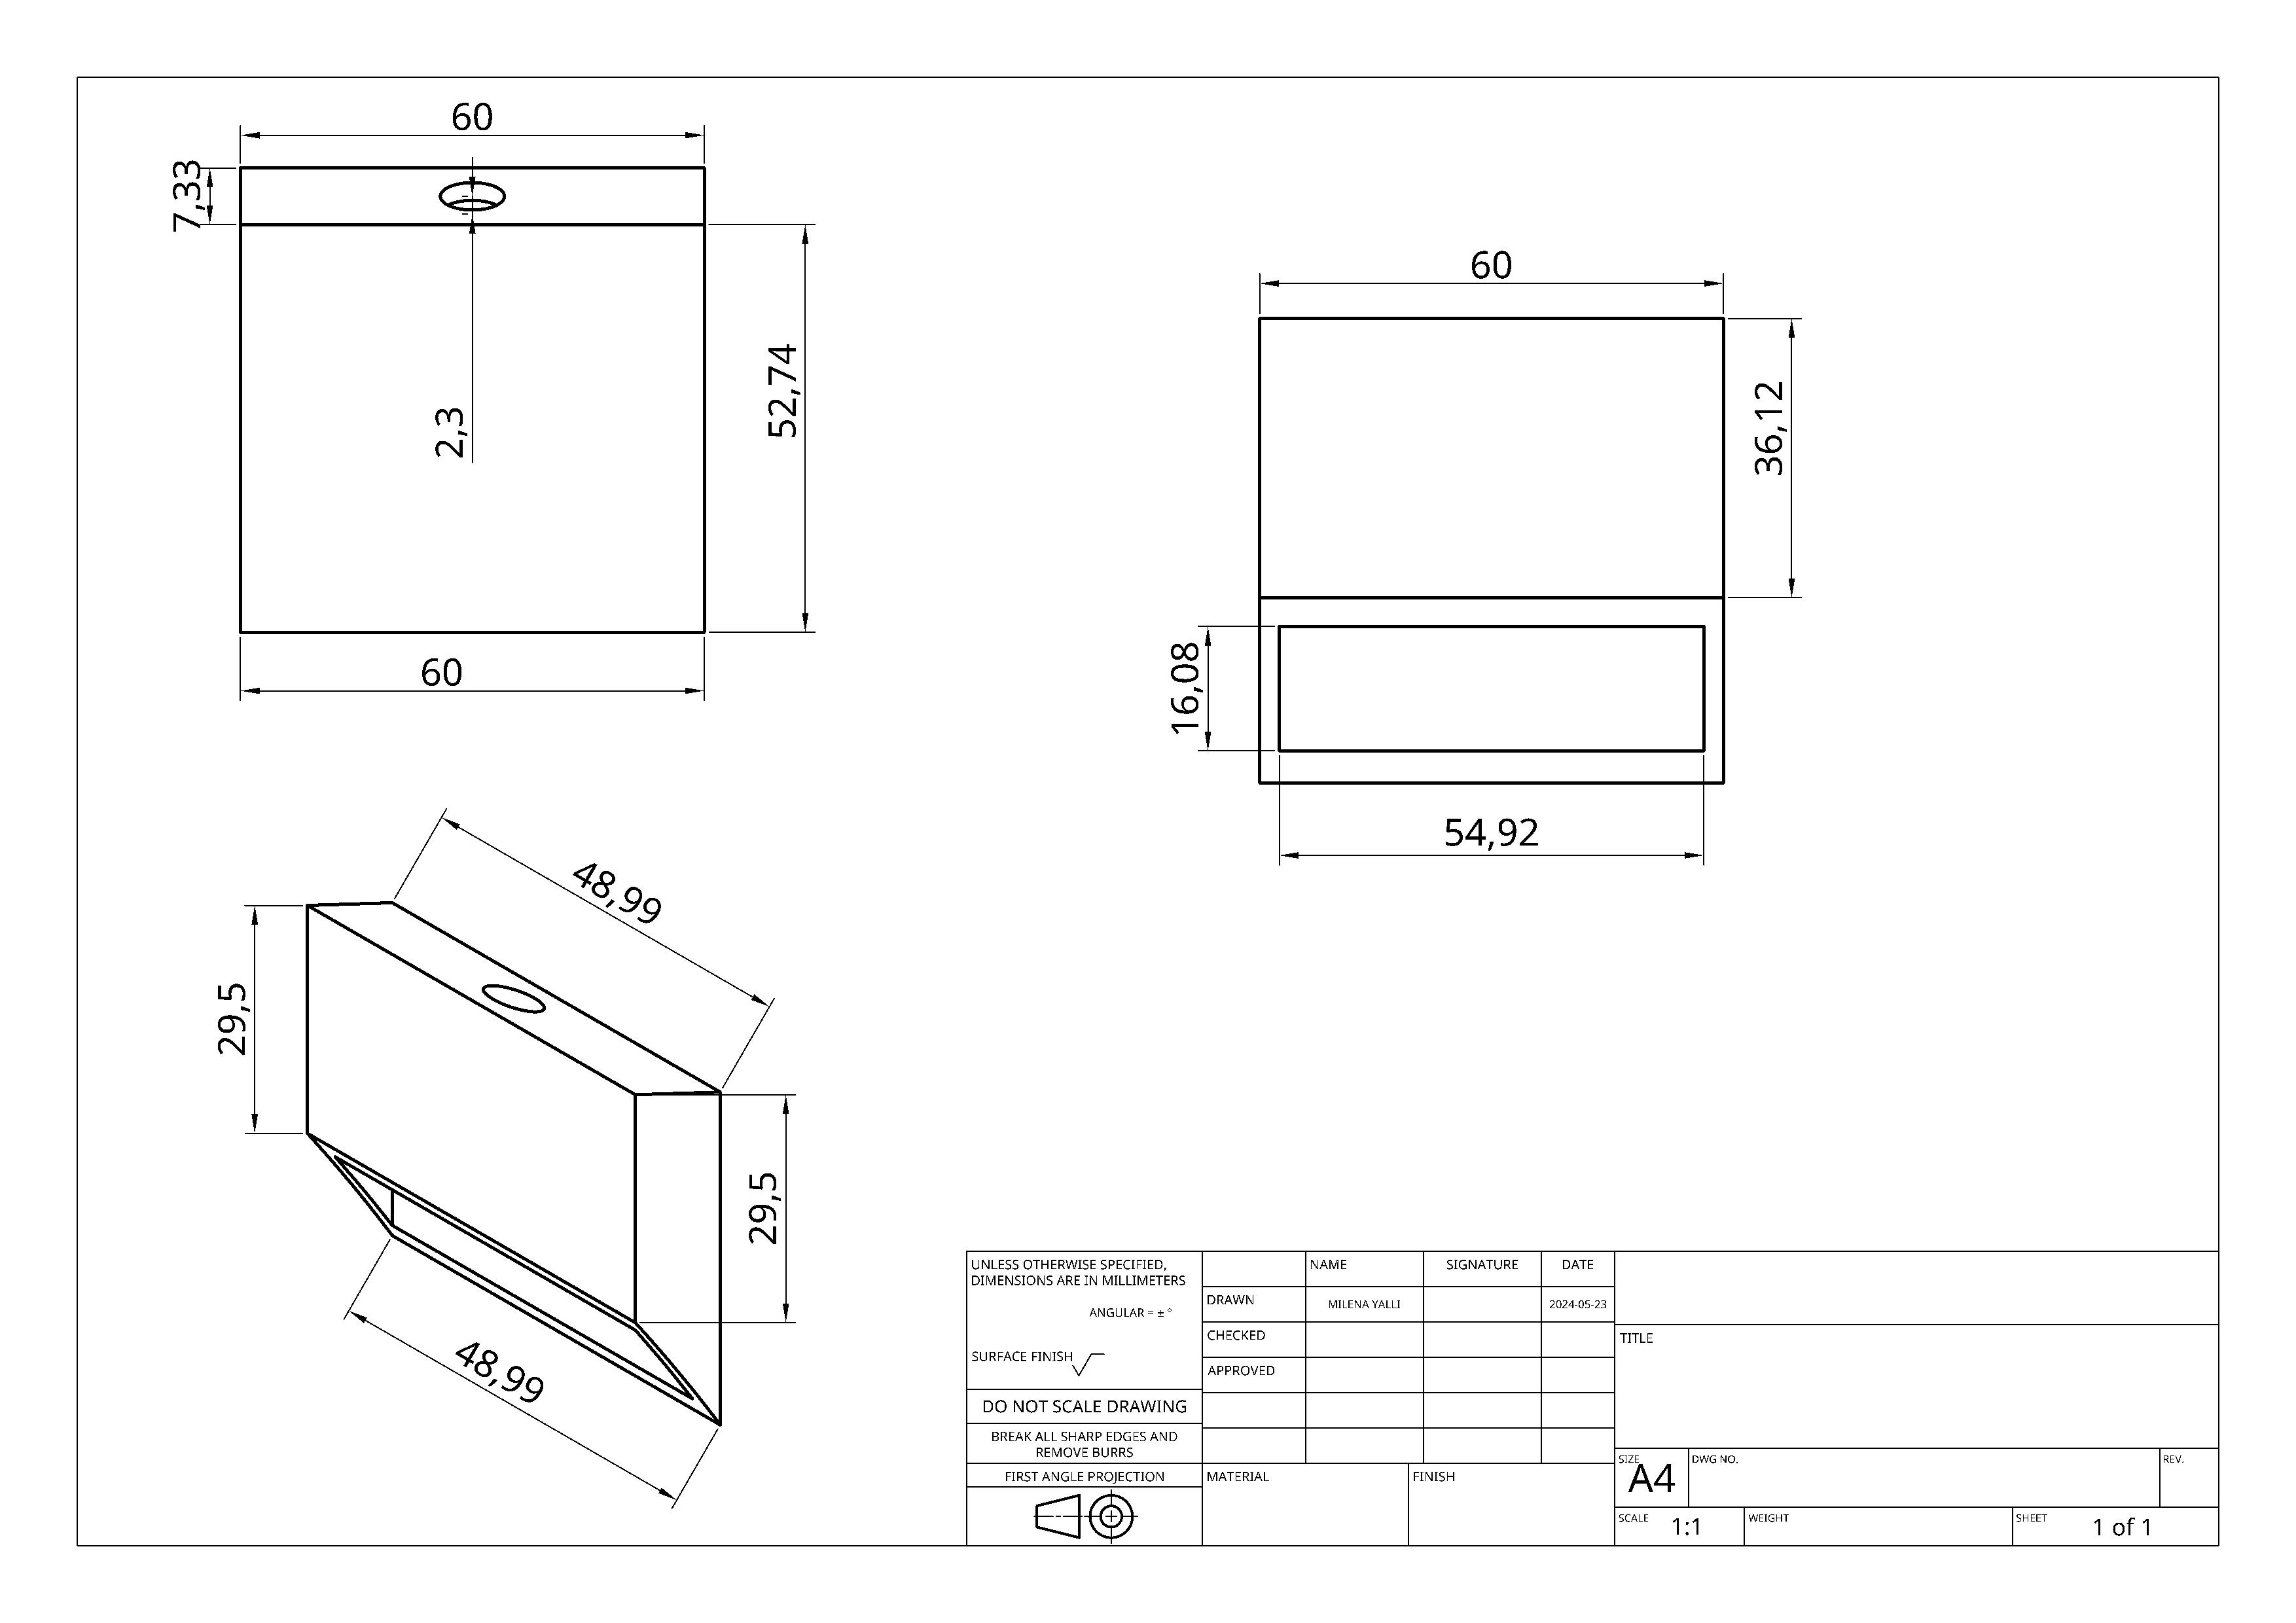 60
7,33
2,3
52,74
60
60
36,12
16,08
54,92
48,99
29,5
29,5
48,99
UNLESS OTHERWISE SPECIFIED,
DIMENSIONS ARE IN MILLIMETERS
ANGULAR = ± °
SURFACE FINISH
DO NOT SCALE DRAWING
BREAK ALL SHARP EDGES AND
REMOVE BURRS
FIRST ANGLE PROJECTION
NAME SIGNATURE DATE
DRAWN MILENA YALLI 2024-05-23
CHECKED
APPROVED
MATERIAL FINISH
TITLE
SIZE DWG NO. REV.
A4
SCALE 1:1 WEIGHT SHEET 1 of 1